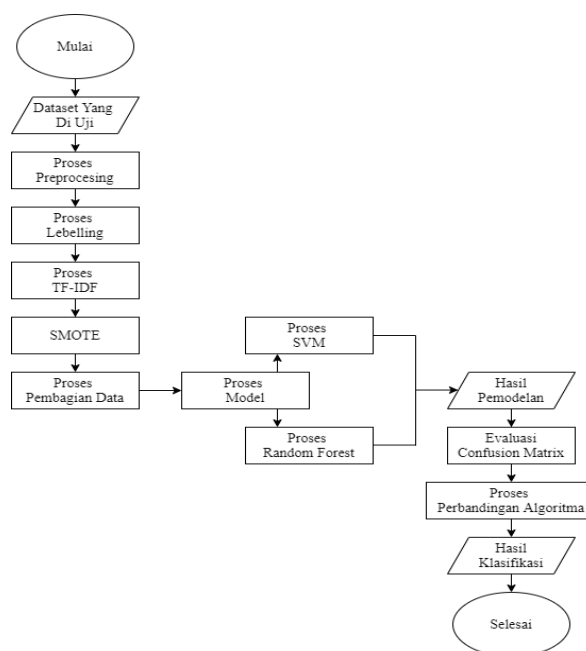 Mulai
Dataset Yang
Di Uji
Proses
Preprocesing
Proses
Lebelling
Proses
TF-IDF
SMOTE
Proses
Pembagian Data
Proses
Model
Proses
SVM
Proses
Random Forest
Hasil
Pemodelan
Evaluasi
Confusion Matrix
Proses
Perbandingan Algoritma
Hasil
Klasifikasi
Selesai